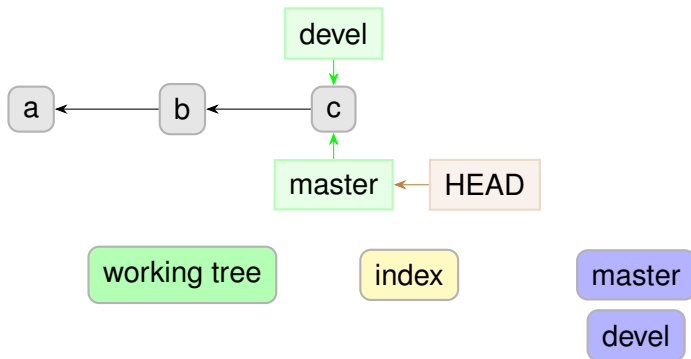 devel
a
b
c
master
HEAD
working tree
index
master
devel